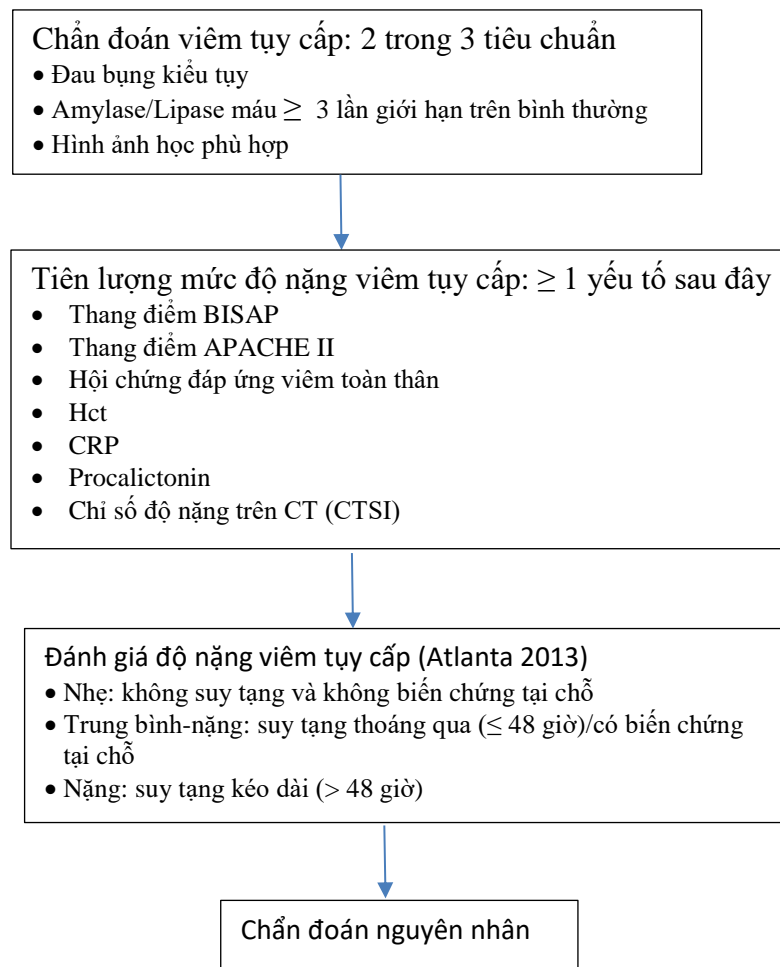 Chẩn đoán viêm tụy cấp: 2 trong 3 tiêu chuẩn
• Đau bụng kiểu tụy
• Amylase/Lipase máu ≥ 3 lần giới hạn trên bình thường
• Hình ảnh học phù hợp
Tiên lượng mức độ nặng viêm tụy cấp: ≥ 1 yếu tố sau đây
• Thang điểm BISAP
• Thang điểm APACHE II
• Hội chứng đáp ứng viêm toàn thân
• Hct
• CRP
• Procalictonin
• Chỉ số độ nặng trên CT (CTSI)
Đánh giá độ nặng viêm tụy cấp (Atlanta 2013)
• Nhẹ: không suy tạng và không biến chứng tại chỗ
• Trung bình-nặng: suy tạng thoáng qua (≤ 48 giờ)/có biến chứng
tại chỗ
• Nặng: suy tạng kéo dài (> 48 giờ)
Chẩn đoán nguyên nhân